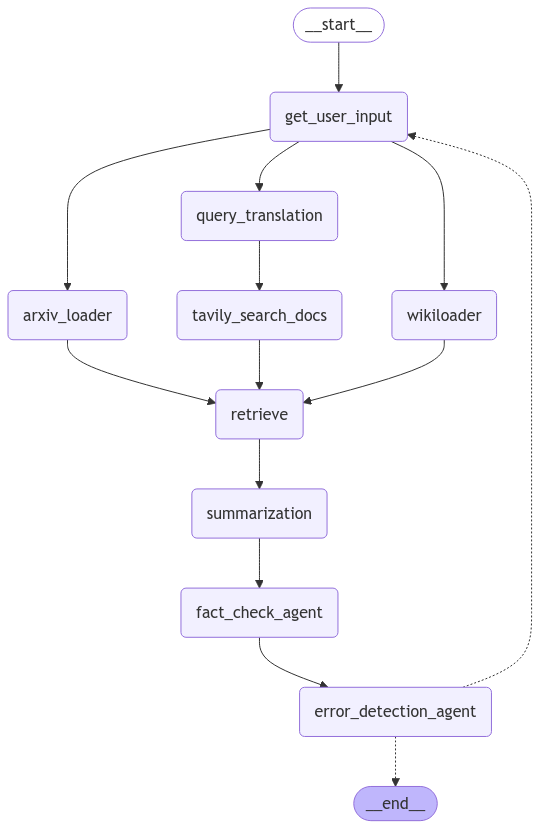 __start__
get_user_input
query_translation
arxiv_loader
tavily_search_docs
wikiloader
retrieve
summarization
fact_check_agent
error_detection_agent
__end__